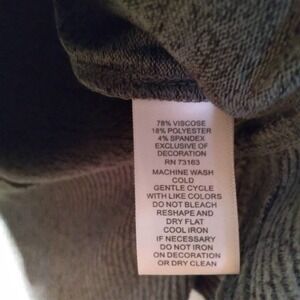 78% VISCOSE
18% POLYESTER
4% SPANDEX
EXCLUSIVE OF
DECORATION
RN 73163
MACHINE WASH
COLD
GENTLE CYCLE
WITH LIKE COLORS
DO NOT BLEACH
RESHAPE AND
DRY FLAT
COOL IRON
IF NECESSARY
DO NOT IRON
ON DECORATION
OR DRY CLEAN